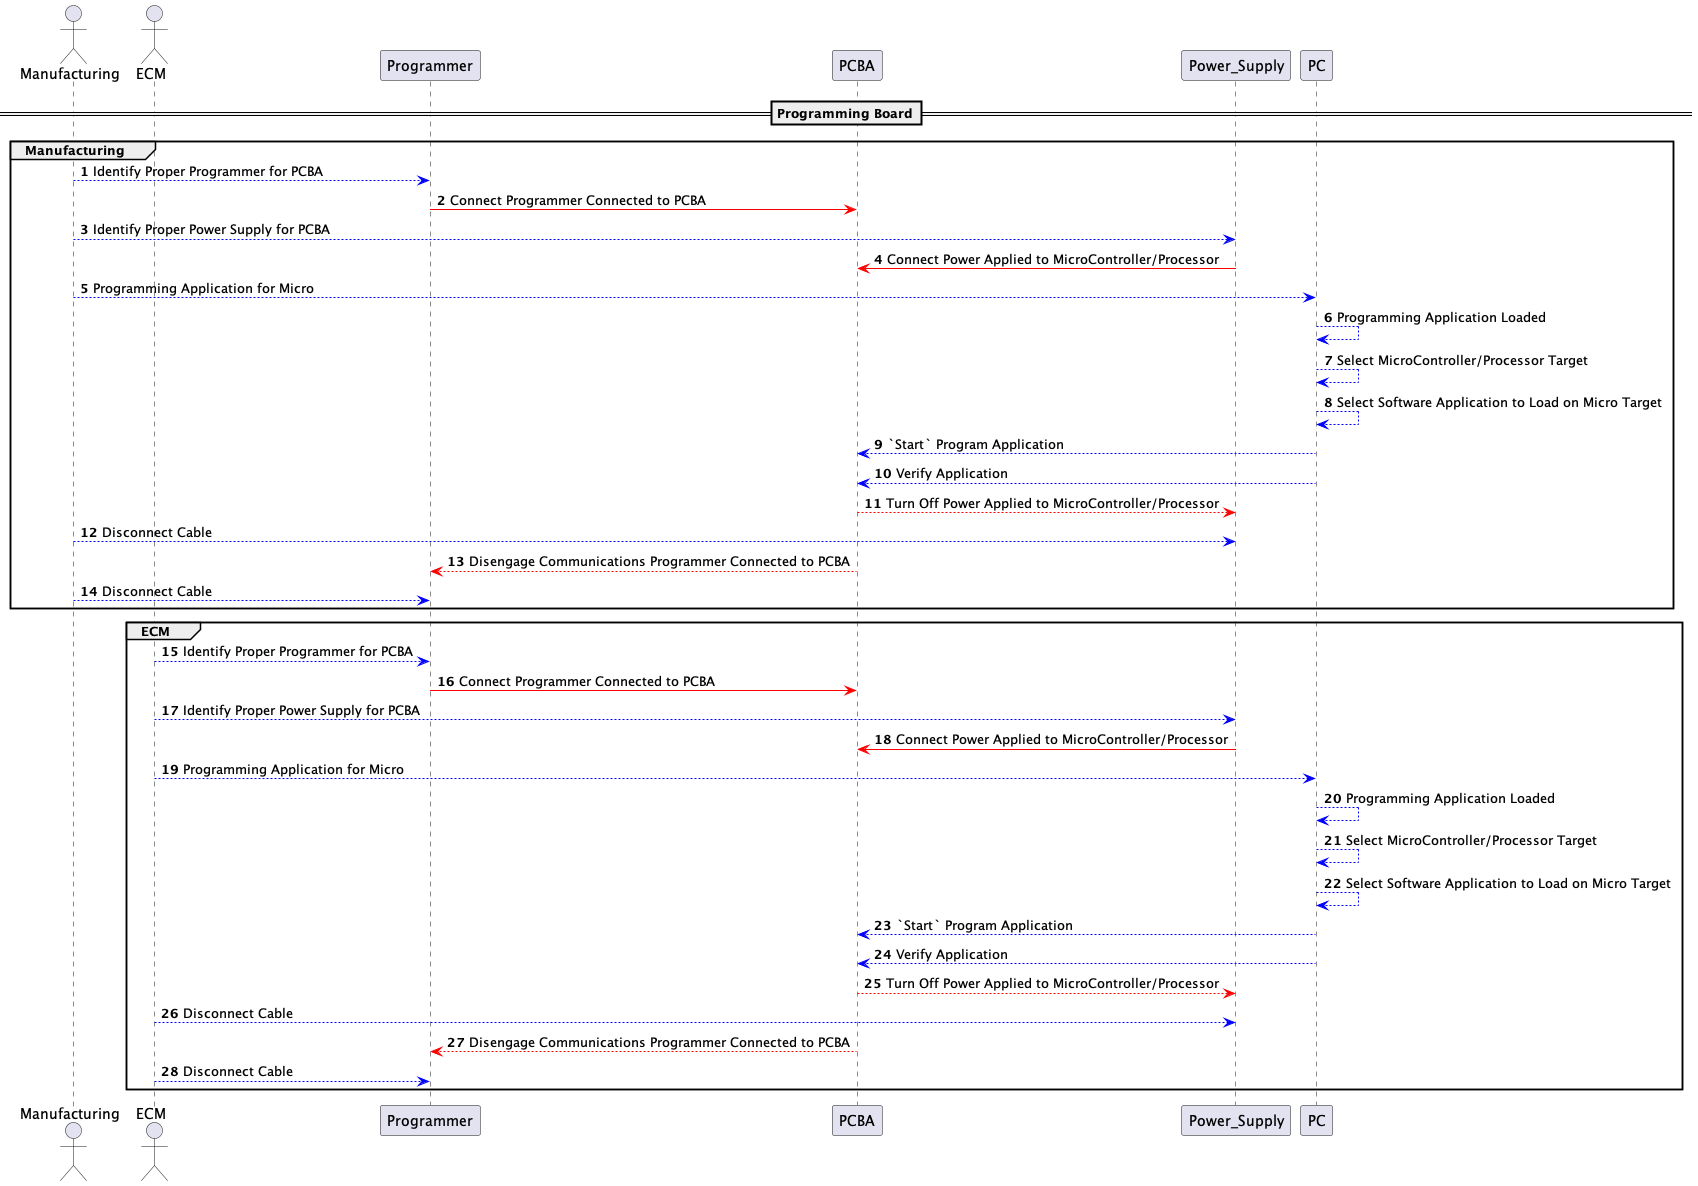 Manufacturing
ECM
Programmer
PCBA
Power_Supply
PC
Programming Board
Manufacturing
1 Identify Proper Programmer for PCBA
2 Connect Programmer Connected to PCBA
3 Identify Proper Power Supply for PCBA
4 Connect Power Applied to MicroController/Processor
5 Programming Application for Micro
6 Programming Application Loaded
7 Select MicroController/Processor Target
8 Select Software Application to Load on Micro Target
9 `Start` Program Application
10 Verify Application
11 Turn Off Power Applied to MicroController/Processor
12 Disconnect Cable
13 Disengage Communications Programmer Connected to PCBA
14 Disconnect Cable
ECM
15 Identify Proper Programmer for PCBA
16 Connect Programmer Connected to PCBA
17 Identify Proper Power Supply for PCBA
18 Connect Power Applied to MicroController/Processor
19 Programming Application for Micro
20 Programming Application Loaded
21 Select MicroController/Processor Target
22 Select Software Application to Load on Micro Target
23 `Start` Program Application
24 Verify Application
25 Turn Off Power Applied to MicroController/Processor
26 Disconnect Cable
27 Disengage Communications Programmer Connected to PCBA
28 Disconnect Cable
Manufacturing
ECM
Programmer
PCBA
Power_Supply
PC